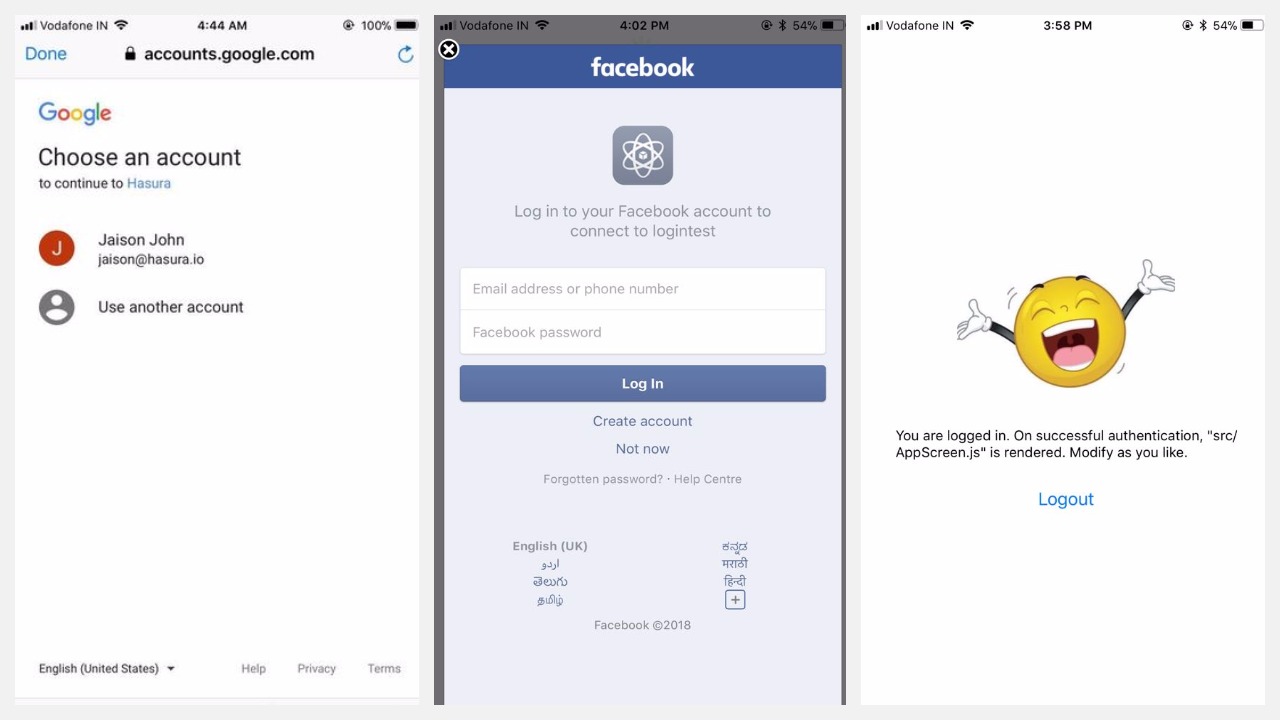 Vodafone IN 4:44 AM 100%
Done accounts.google.com
Google
Choose an account
to continue to Hasura
J
Jaison John
jaison@hasura.io
Use another account
English (United States) Help Privacy Terms
Vodafone IN 4:02 PM 54%
facebook
Log in to your Facebook account to
connect to logintest
Email address or phone number
Facebook password
Log In
Create account
Not now
Forgotten password? · Help Centre
English (UK) ಕನ್ನಡ
اردو मराठी
తెలుగు हिन्दी
தமிழ் +
Facebook ©2018
Vodafone IN 3:58 PM 54%
You are logged in. On successful authentication, "src/
AppScreen.js" is rendered. Modify as you like.
Logout